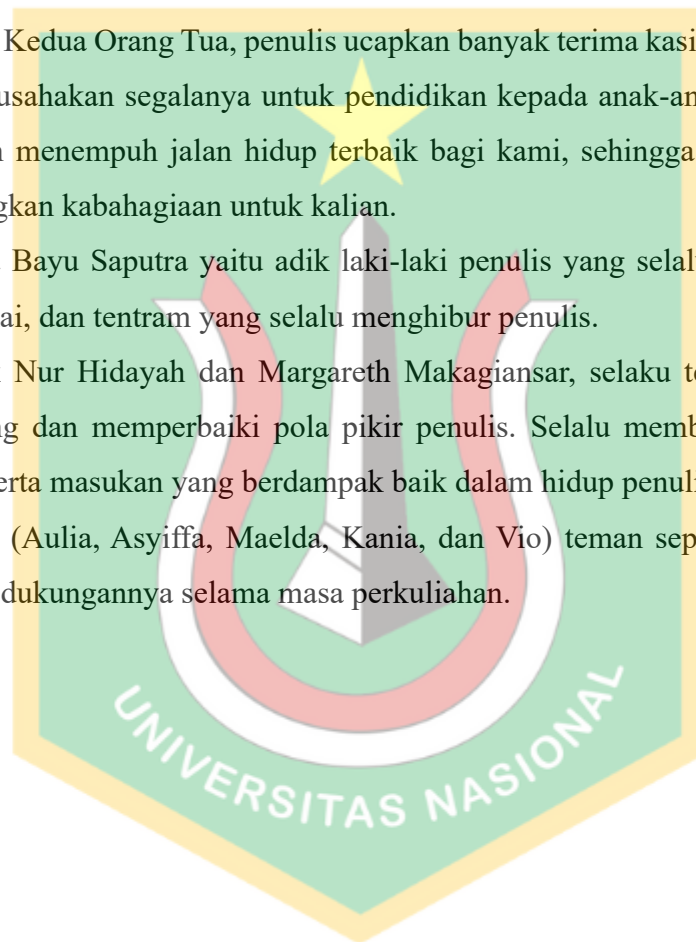 Kedua Orang Tua, penulis ucapkan banyak terima kasi
usahakan segalanya untuk pendidikan kepada anak-an
menempuh jalan hidup terbaik bagi kami, sehingga
gkan kabahagiaan untuk kalian.
Bayu Saputra yaitu adik laki-laki penulis yang selal
ai, dan tentram yang selalu menghibur penulis.
Nur Hidayah dan Margareth Makagiansar, selaku te
ng dan memperbaiki pola pikir penulis. Selalu memb
erta masukan yang berdampak baik dalam hidup penuli
(Aulia, Asyiffa, Maelda, Kania, dan Vio) teman sep
dukungannya selama masa perkuliahan.
UNIVERSITAS NASIONAL